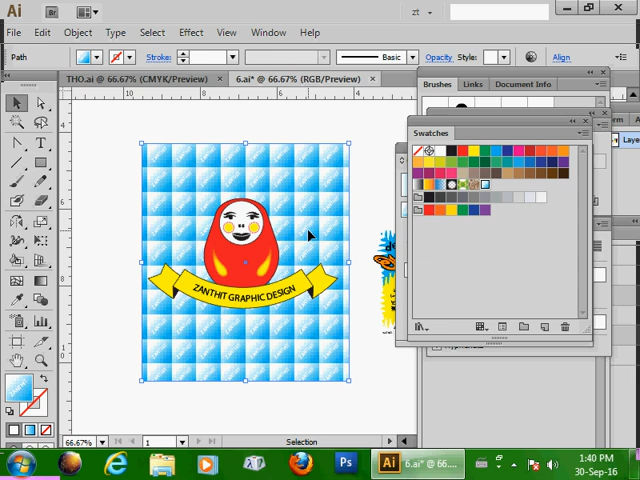 Ai
Br
zt
File Edit Object Type Select Effect View Window Help
Path
Stroke:
Basic
Opacity
Style:
Align
THO.ai @ 66.67% (CMYK/Preview) ×
6.ai* @ 66.67% (RGB/Preview) ×
Brushes Links Document Info
Swatches
ZANTHIT GRAPHIC DESIGN
66.67% 1 Selection
Ps
Ai 6.ai* @ 66....
1:40 PM
30-Sep-16